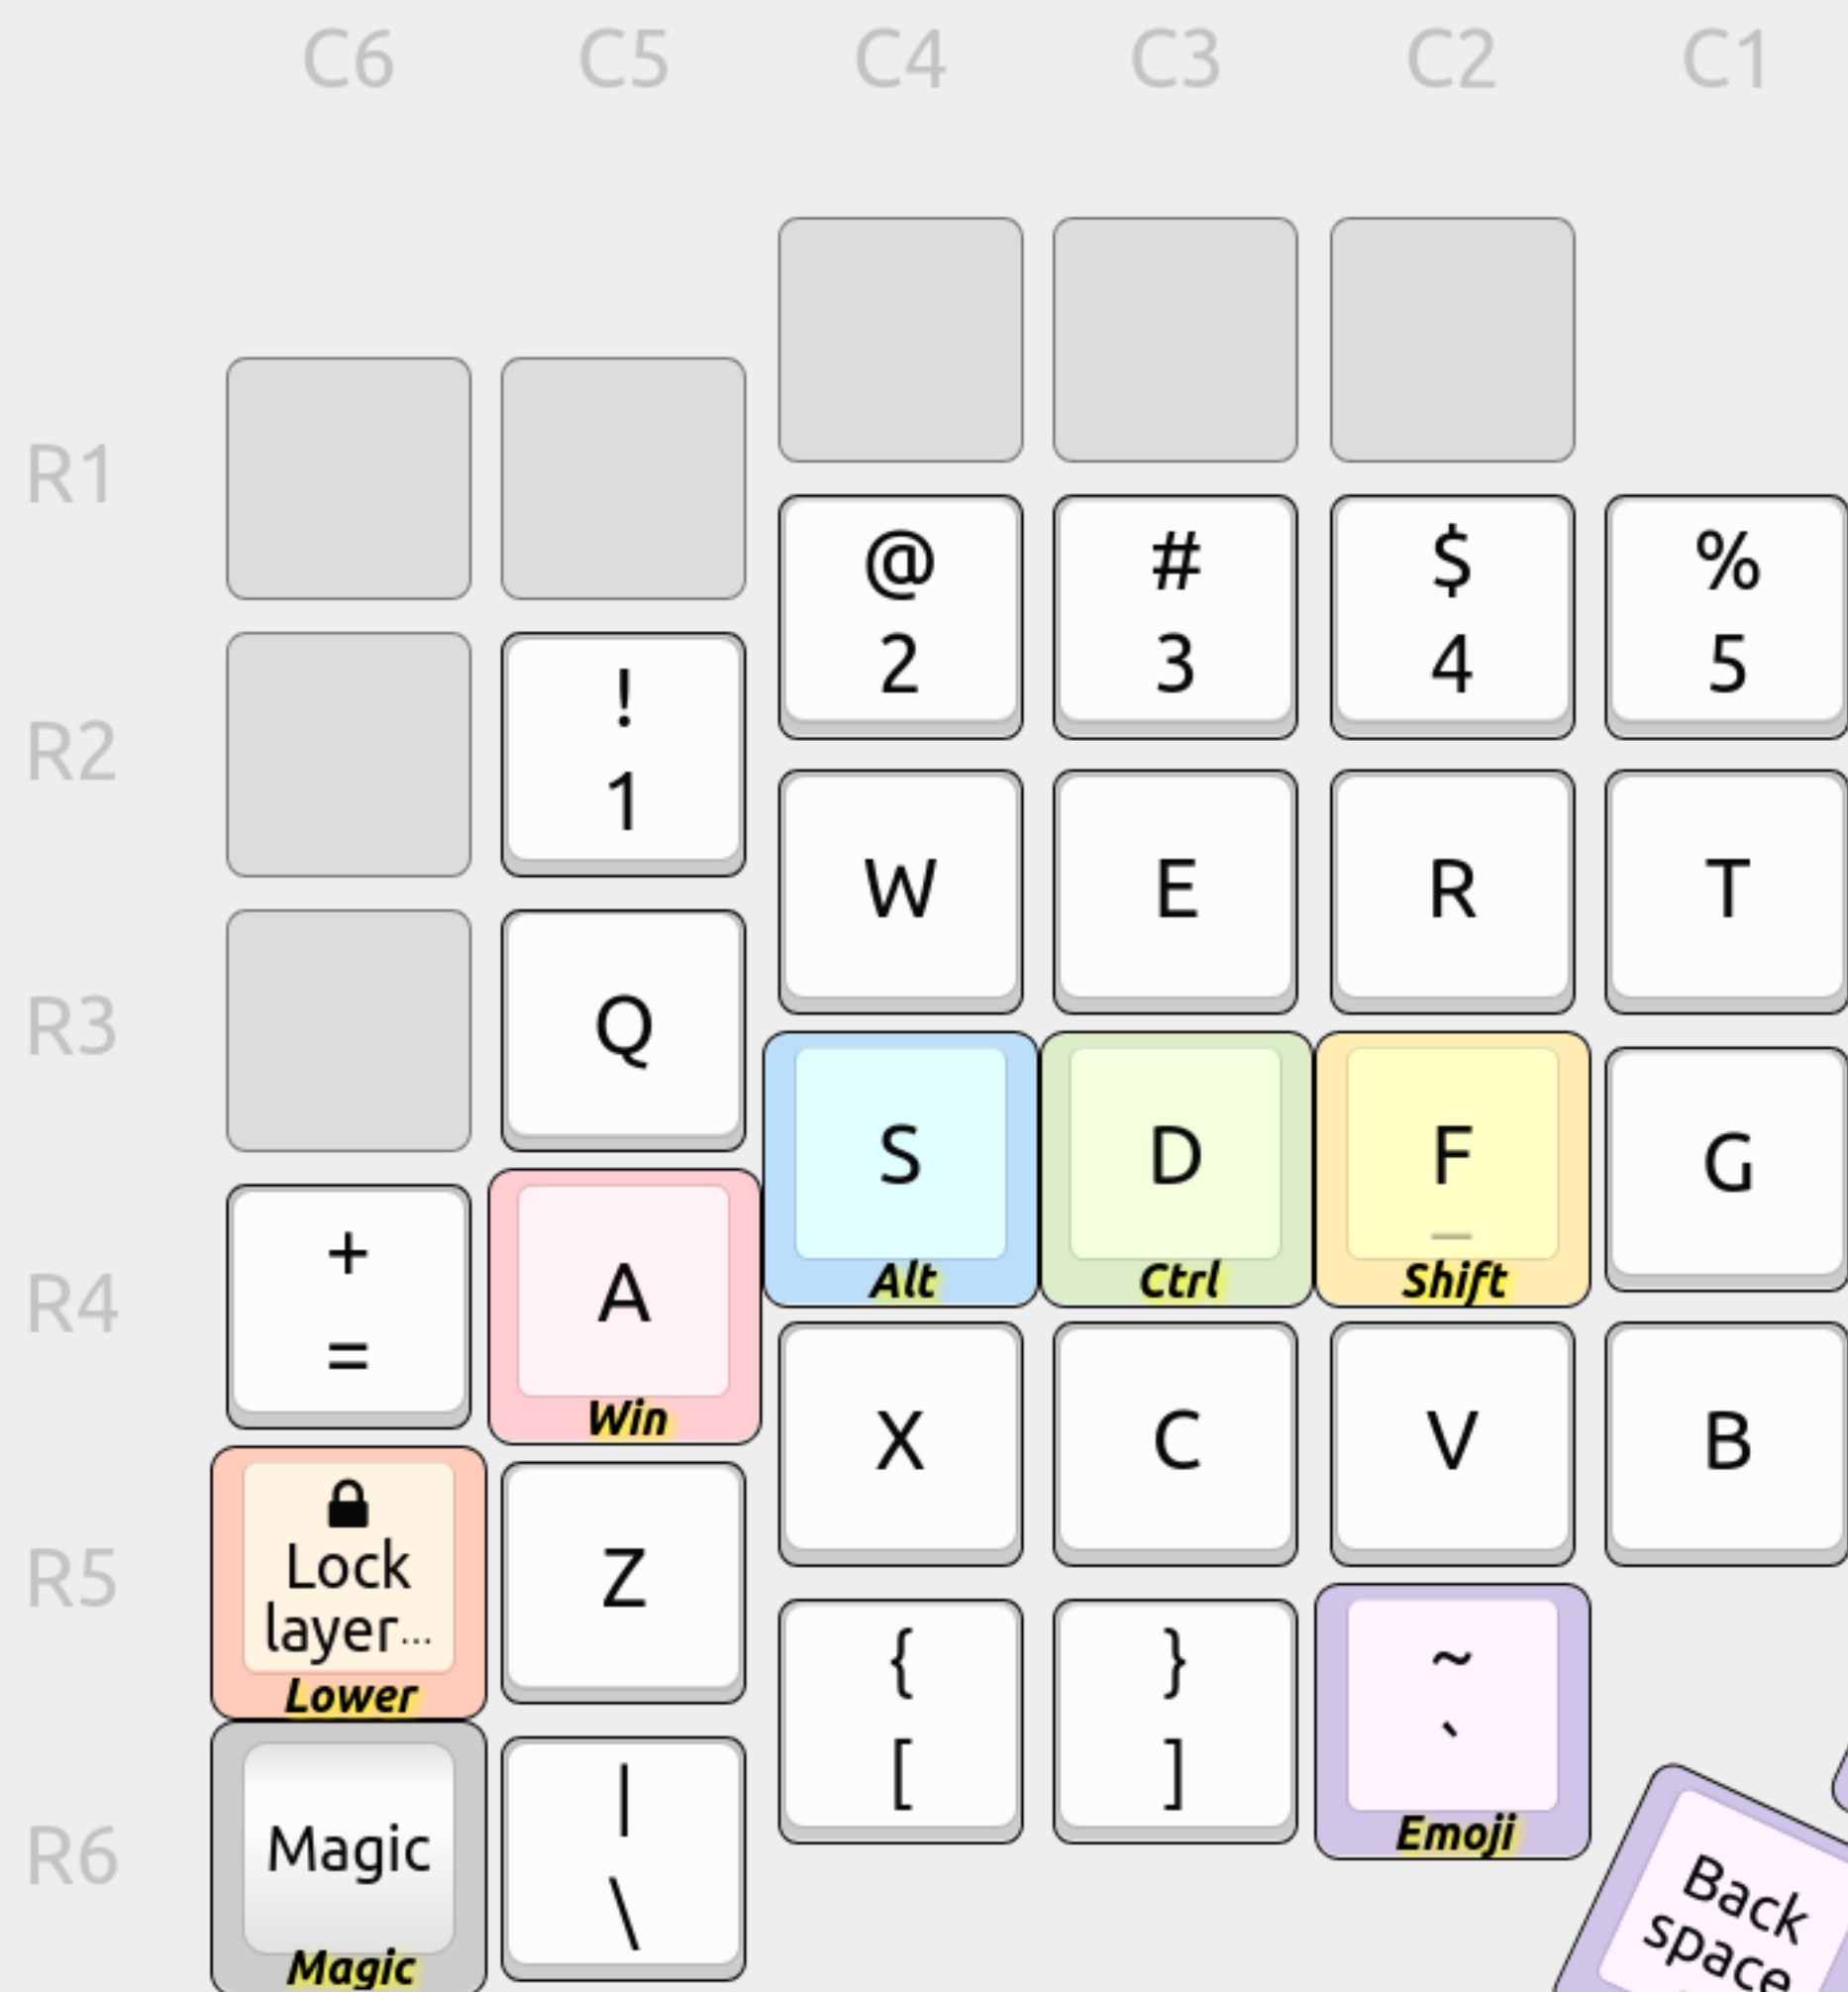 C6 C5 C4 C3 C2 C1
R1
@ # $ %
2 3 4 5
R2
!
1
W E R T
R3
Q
S D F G
Alt Ctrl Shift
R4
+
=
A
Win
X C V B
R5
Lock
layer...
Lower
Z
{ } ~
[ ] `
Emoji
R6
Magic
Magic
|
\
Back
space